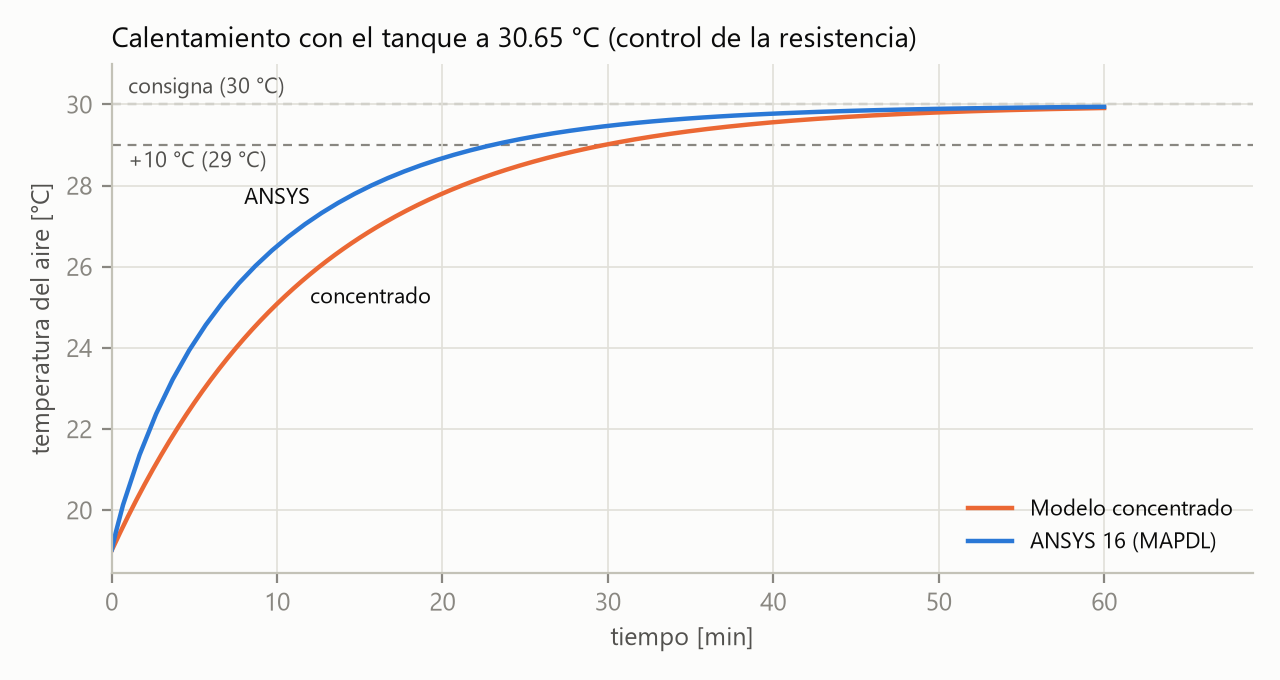 Calentamiento con el tanque a 30.65 °C (control de la resistencia)
consigna (30 °C)
+10 °C (29 °C)
ANSYS
concentrado
temperatura del aire [°C]
30
28
26
24
22
20
Modelo concentrado
ANSYS 16 (MAPDL)
0 10 20 30 40 50 60
tiempo [min]